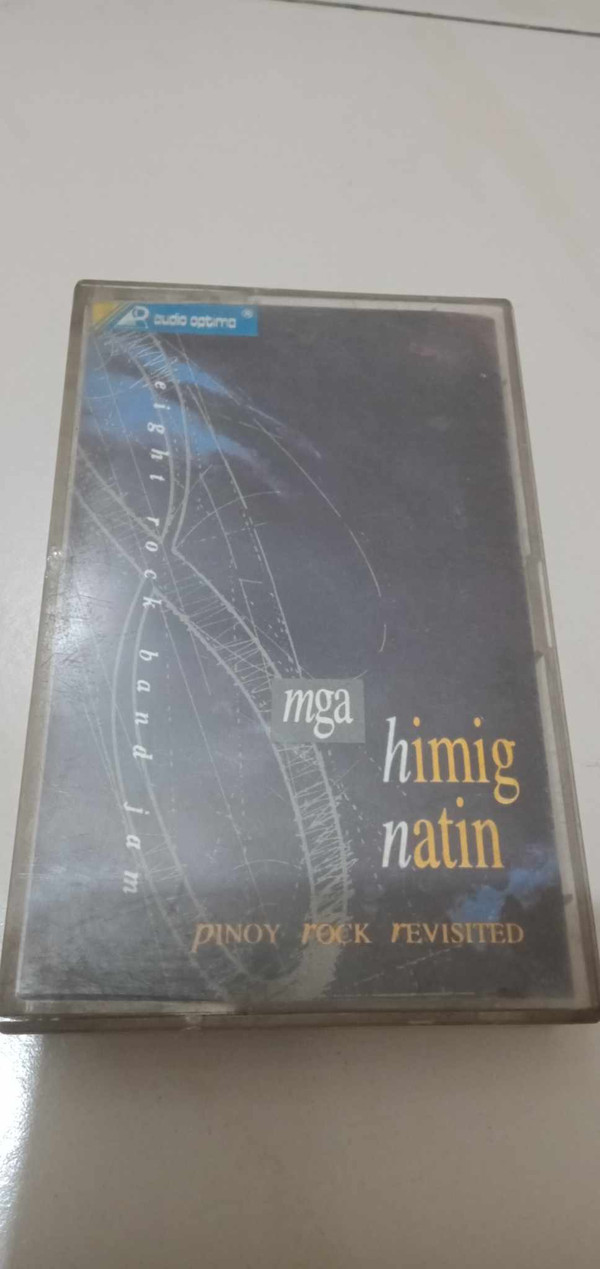 audio optima ®
eight rock band jam
mga
himig
natin
pINOY rOCK rEVISITED